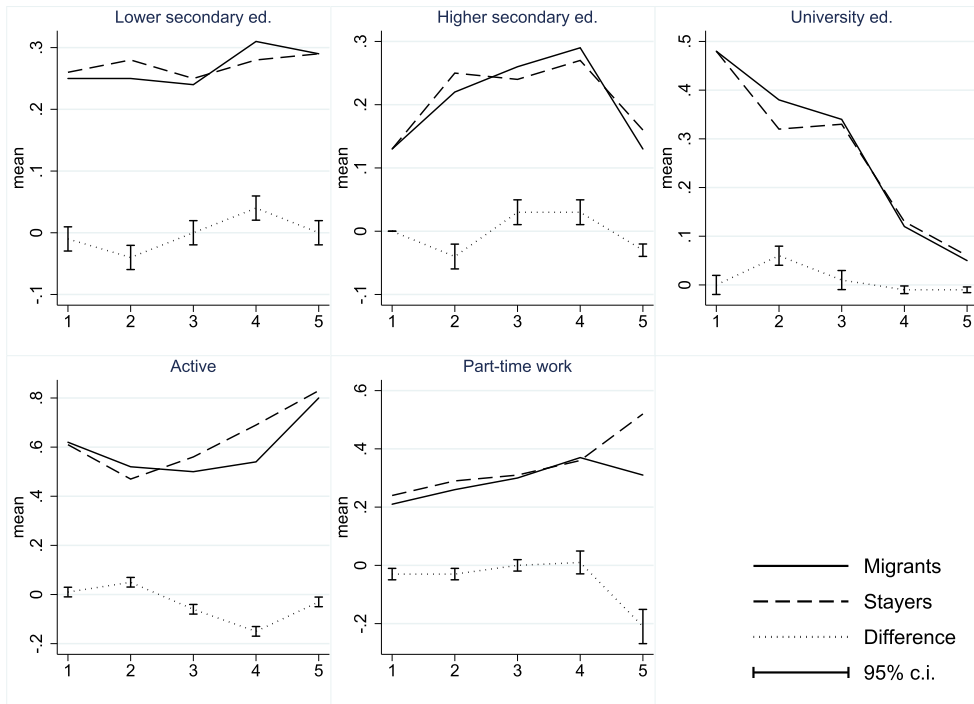 Lower secondary ed.
mean
.3
.2
.1
0
-.1
1 2 3 4 5
Higher secondary ed.
mean
.3
.2
.1
0
-.1
1 2 3 4 5
University ed.
mean
.5
.4
.3
.2
.1
0
1 2 3 4 5
Active
mean
.8
.6
.4
.2
0
-.2
1 2 3 4 5
Part-time work
mean
.6
.4
.2
0
-.2
1 2 3 4 5
Migrants
Stayers
Difference
95% c.i.